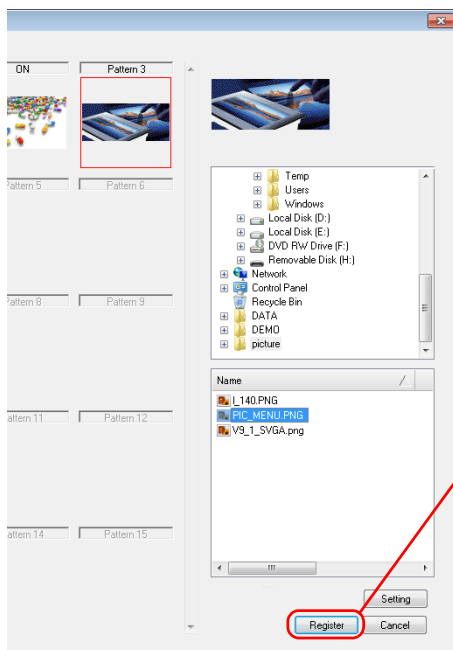 ON
Pattern 3
Pattern 5
Pattern 6
Pattern 8
Pattern 9
attern 11
Pattern 12
attern 14
Pattern 15
Temp
Users
Windows
Local Disk (D:)
Local Disk (E:)
DVD RW Drive (F:)
Removable Disk (H:)
Network
Control Panel
Recycle Bin
DATA
DEMO
picture
Name
I_140.PNG
PIC_MENU.PNG
V9_1_SVGA.png
Setting
Register
Cancel